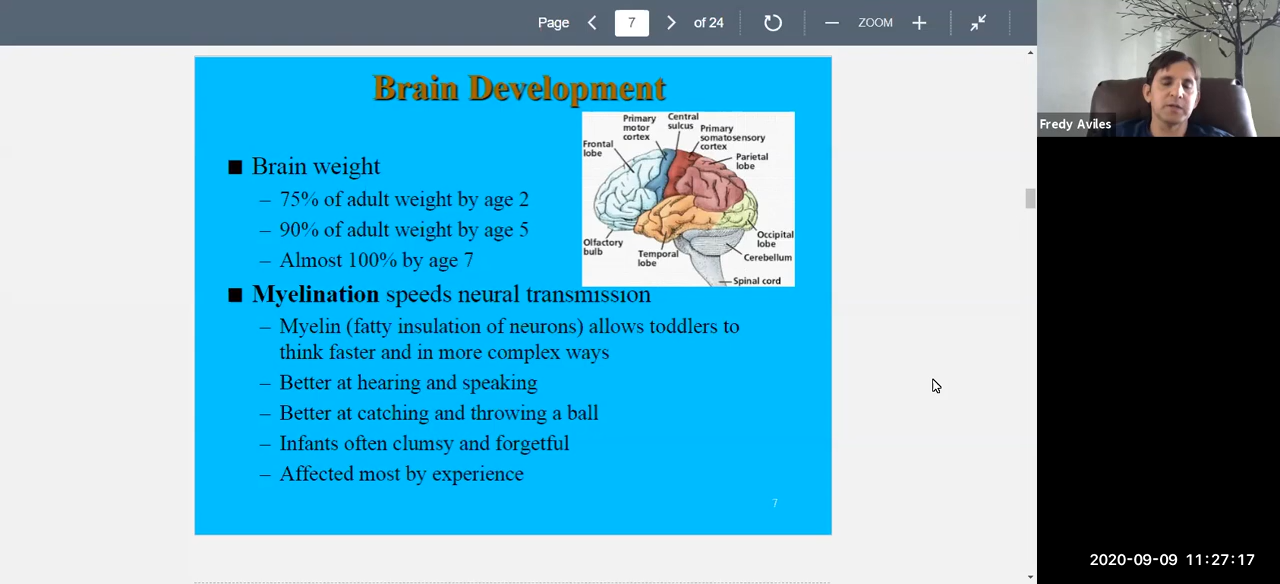 Page 7 of 24 ZOOM
Fredy Aviles
Brain Development
Primary motor cortex
Central sulcus
Primary somatosensory cortex
Frontal lobe
Parietal lobe
Olfactory bulb
Temporal lobe
Occipital lobe
Cerebellum
Spinal cord
■ Brain weight
– 75% of adult weight by age 2
– 90% of adult weight by age 5
– Almost 100% by age 7
■ Myelination speeds neural transmission
– Myelin (fatty insulation of neurons) allows toddlers to
think faster and in more complex ways
– Better at hearing and speaking
– Better at catching and throwing a ball
– Infants often clumsy and forgetful
– Affected most by experience
7
2020-09-09 11:27:17